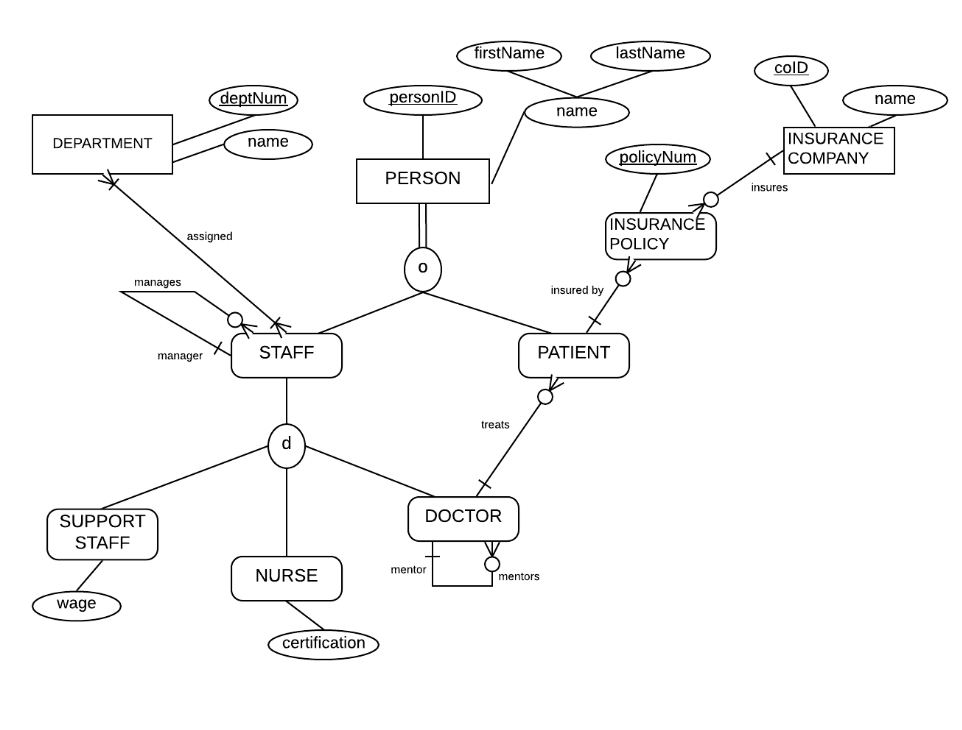 firstName
lastName
coID
deptNum
personID
name
name
DEPARTMENT
name
policyNum
INSURANCE
COMPANY
PERSON
insures
INSURANCE
POLICY
assigned
o
manages
insured by
manager
STAFF
PATIENT
treats
d
SUPPORT
STAFF
DOCTOR
mentor
mentors
NURSE
wage
certification